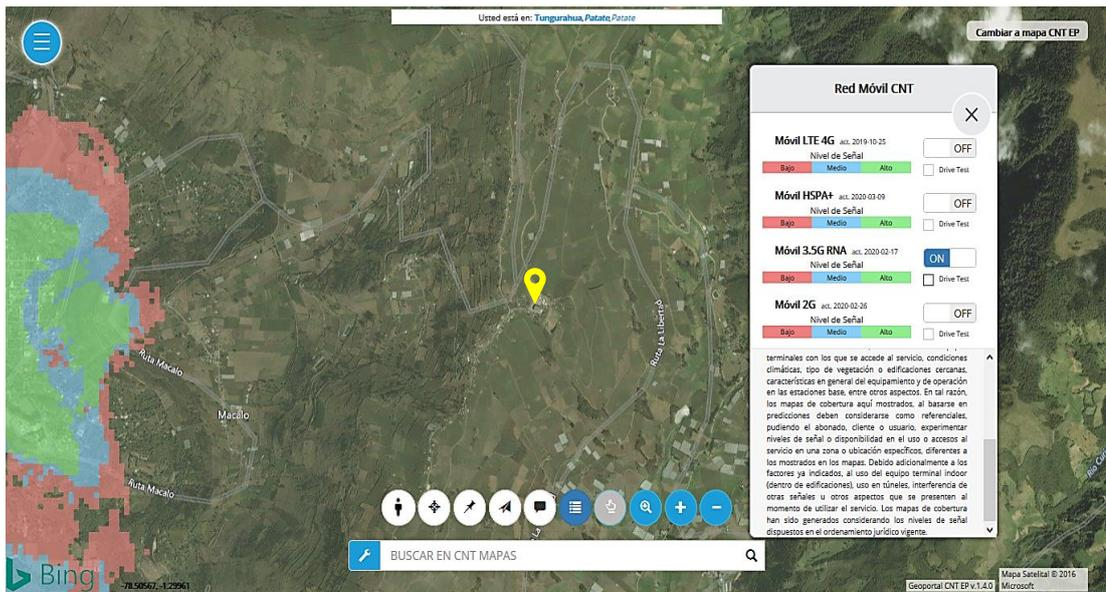 Usted está en: Tungurahua, Patate, Patate
Cambiar a mapa CNT EP
Red Móvil CNT
Móvil LTE 4G act. 2019-10-25
OFF
Nivel de Señal
Bajo Medio Alto
Drive Test
Móvil HSPA+ act. 2020-03-09
OFF
Nivel de Señal
Bajo Medio Alto
Drive Test
Móvil 3.5G RNA act. 2020-02-17
ON
Nivel de Señal
Bajo Medio Alto
Drive Test
Móvil 2G act. 2020-02-26
OFF
Nivel de Señal
Bajo Medio Alto
Drive Test
terminales con los que se accede al servicio, condiciones
climáticas, tipo de vegetación o edificaciones cercanas,
características en general del equipamiento y de operación
en las estaciones base, entre otros aspectos. En tal razón,
los mapas de cobertura aquí mostrados, al basarse en
predicciones deben considerarse como referenciales,
pudiendo el abonado, cliente o usuario, experimentar
niveles de señal o disponibilidad en el uso o accesos al
servicio en una zona o ubicación específicos, diferentes a
los mostrados en los mapas. Debido adicionalmente a los
factores ya indicados, al uso del equipo terminal indoor
(dentro de edificaciones), uso en túneles, interferencia de
otras señales u otros aspectos que se presenten al
momento de utilizar el servicio. Los mapas de cobertura
han sido generados considerando los niveles de señal
dispuestos en el ordenamiento jurídico vigente.
Ruta La Libertad
Ruta Macalo
Macalo
Ruta Macalo
La
BUSCAR EN CNT MAPAS
Bing
-78.50567, -1.29961
Geoportal CNT EP v.1.4.0
Mapa Satelital © 2016
Microsoft